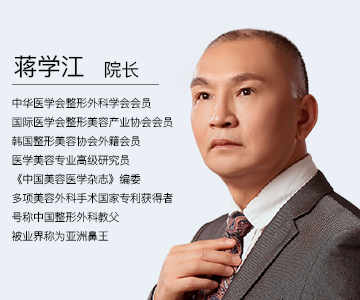 蒋学江 院长
中华医学会整形外科学会会员
国际医学会整形美容产业协会会员
韩国整形美容协会外籍会员
医学美容专业高级研究员
《中国美容医学杂志》编委
多项美容外科手术国家专利获得者
号称中国整形外科教父
被业界称为亚洲鼻王